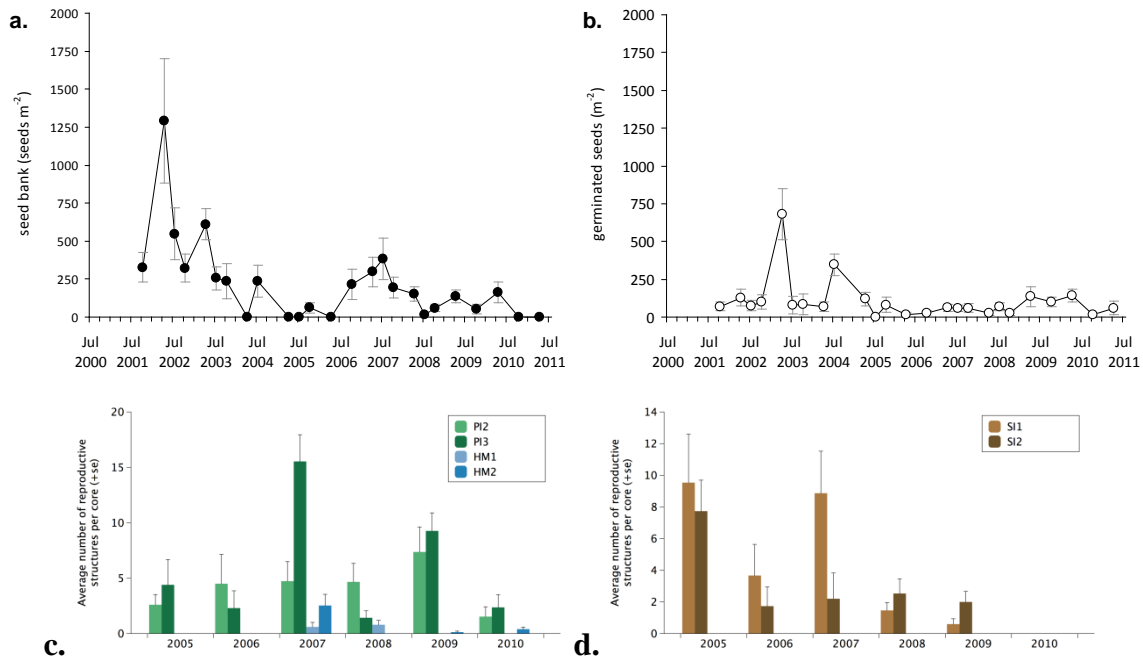 a.
2000
1750
1500
1250
1000
750
500
250
0
seed bank (seeds m⁻²)
Jul Jul Jul Jul Jul Jul Jul Jul Jul Jul Jul Jul
2000 2001 2002 2003 2004 2005 2006 2007 2008 2009 2010 2011
b.
2000
1750
1500
1250
1000
750
500
250
0
germinated seeds (m⁻²)
Jul Jul Jul Jul Jul Jul Jul Jul Jul Jul Jul Jul
2000 2001 2002 2003 2004 2005 2006 2007 2008 2009 2010 2011
c.
20
15
10
5
0
Average number of reproductive
structures per core (+se)
PI2
PI3
HM1
HM2
2005 2006 2007 2008 2009 2010
d.
14
12
10
8
6
4
2
0
Average number of reproductive
structures per core (+se)
SI1
SI2
2005 2006 2007 2008 2009 2010